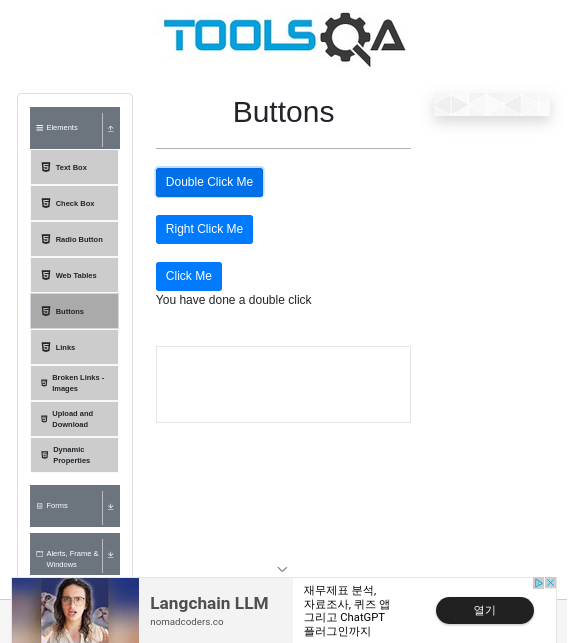 TOOLSQA
Elements
Text Box
Check Box
Radio Button
Web Tables
Buttons
Links
Broken Links -
Images
Upload and
Download
Dynamic
Properties
Forms
Alerts, Frame &
Windows
Buttons
Double Click Me
Right Click Me
Click Me
You have done a double click
Langchain LLM
nomadcoders.co
재무제표 분석,
자료조사, 퀴즈 앱
그리고 ChatGPT
플러그인까지
열기